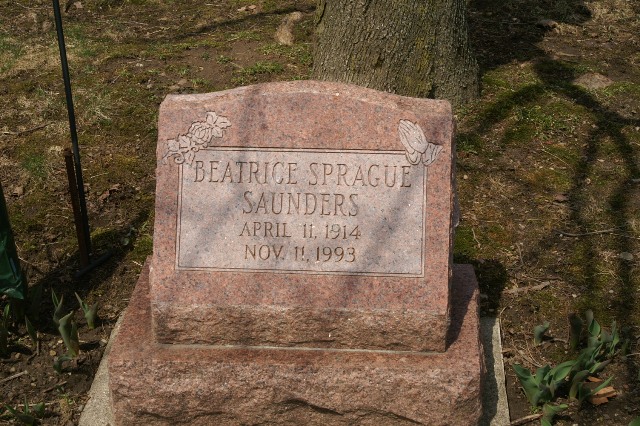 BEATRICE SPRAGUE
SAUNDERS
APRIL 11, 1914
NOV. 11, 1993